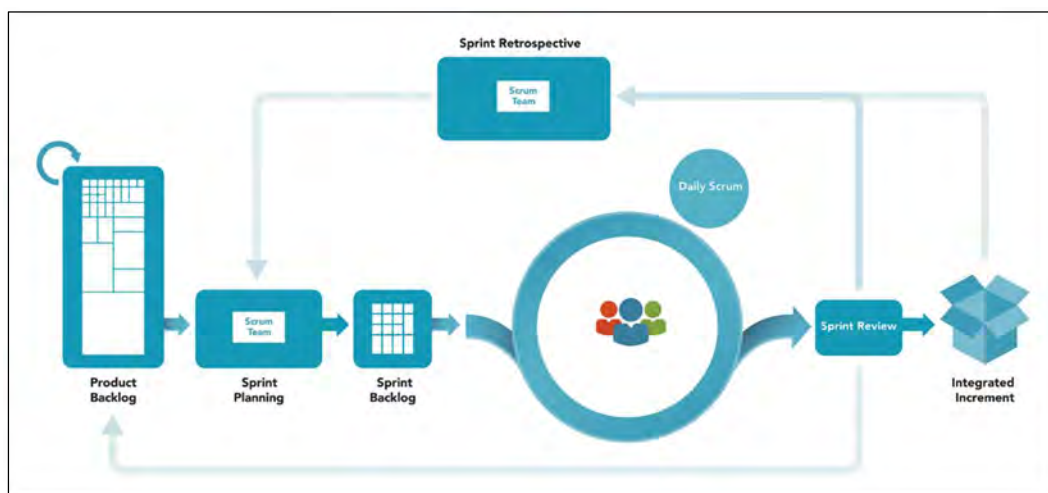 Sprint Retrospective
Scrum
Team
Daily Scrum
Scrum
Team
Sprint Review
Product
Backlog
Sprint
Planning
Sprint
Backlog
Integrated
Increment